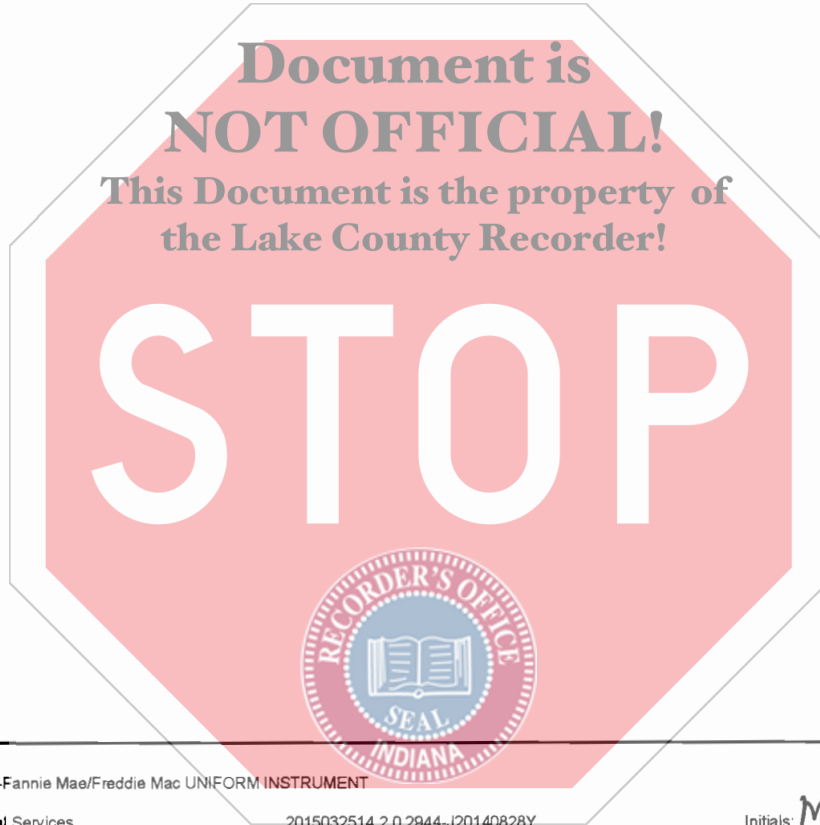 Document is
NOT OFFICIAL!
This Document is the property of
the Lake County Recorder!
STOP
RECORDER'S OFFICE
SEAL
INDIANA
-Fannie Mae/Freddie Mac UNIFORM INSTRUMENT
Services
2015032514.2.0.2944-J20140828Y
Initials: